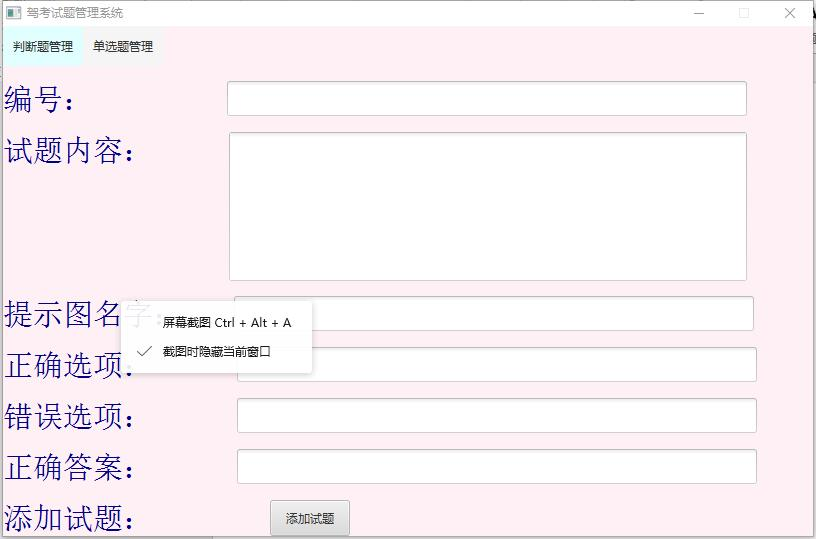 驾考试题管理系统
判断题管理 单选题管理
编号：
试题内容：
提示图名字：
屏幕截图 Ctrl + Alt + A
截图时隐藏当前窗口
正确选项：
错误选项：
正确答案：
添加试题： 添加试题